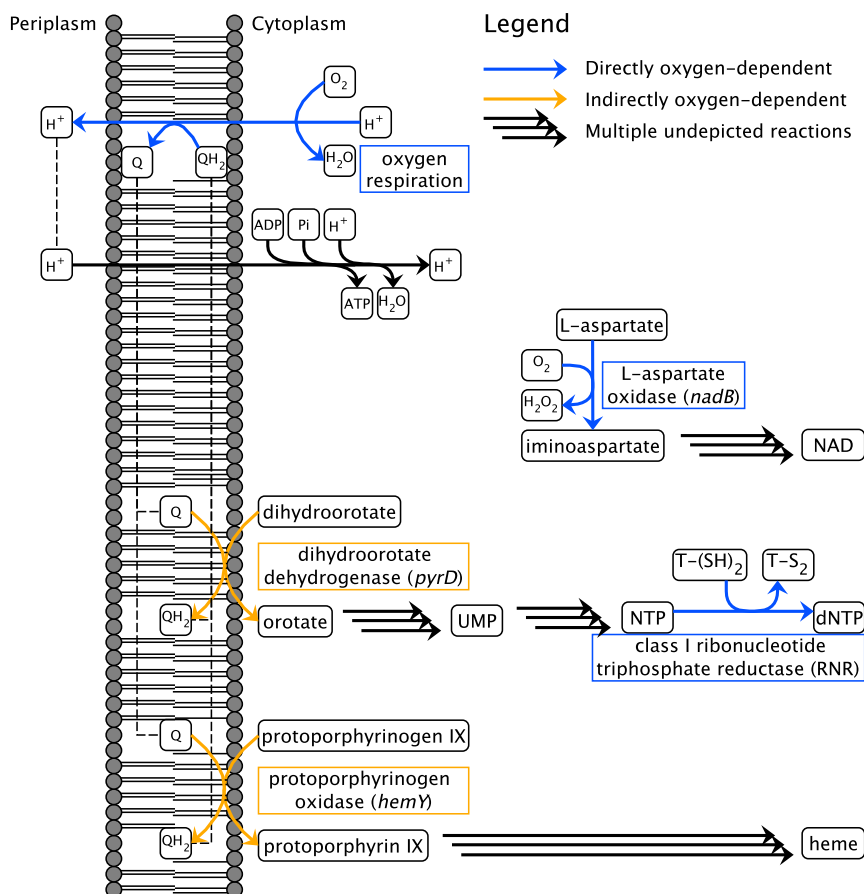 Periplasm
Cytoplasm
Legend
Directly oxygen-dependent
Indirectly oxygen-dependent
Multiple undepicted reactions
O₂
H⁺
H⁺
Q
QH₂
H₂O
oxygen
respiration
ADP
Pi
H⁺
H⁺
H⁺
ATP
H₂O
L-aspartate
O₂
L-aspartate
oxidase (nadB)
H₂O₂
iminoaspartate
NAD
Q
dihydroorotate
dihydroorotate
dehydrogenase (pyrD)
QH₂
orotate
UMP
T-(SH)₂
T-S₂
NTP
dNTP
class I ribonucleotide
triphosphate reductase (RNR)
Q
protoporphyrinogen IX
protoporphyrinogen
oxidase (hemY)
QH₂
protoporphyrin IX
heme